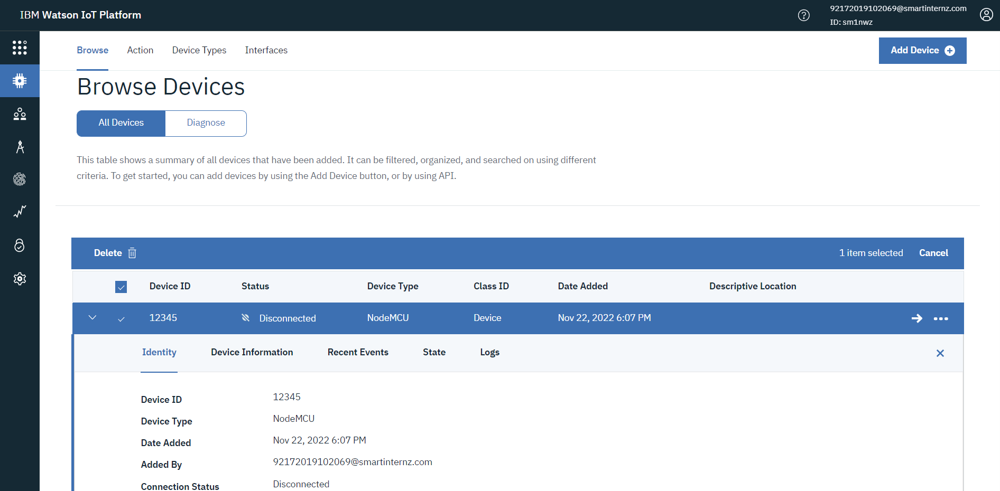 IBM Watson IoT Platform
92172019102069@smartinternz.com
ID: sm1nwz
Browse Action Device Types Interfaces
Add Device
Browse Devices
All Devices Diagnose
This table shows a summary of all devices that have been added. It can be filtered, organized, and searched on using different
criteria. To get started, you can add devices by using the Add Device button, or by using API.
Delete 1 item selected Cancel
Device ID Status Device Type Class ID Date Added Descriptive Location
12345 Disconnected NodeMCU Device Nov 22, 2022 6:07 PM
Identity Device Information Recent Events State Logs
Device ID 12345
Device Type NodeMCU
Date Added Nov 22, 2022 6:07 PM
Added By 92172019102069@smartinternz.com
Connection Status Disconnected